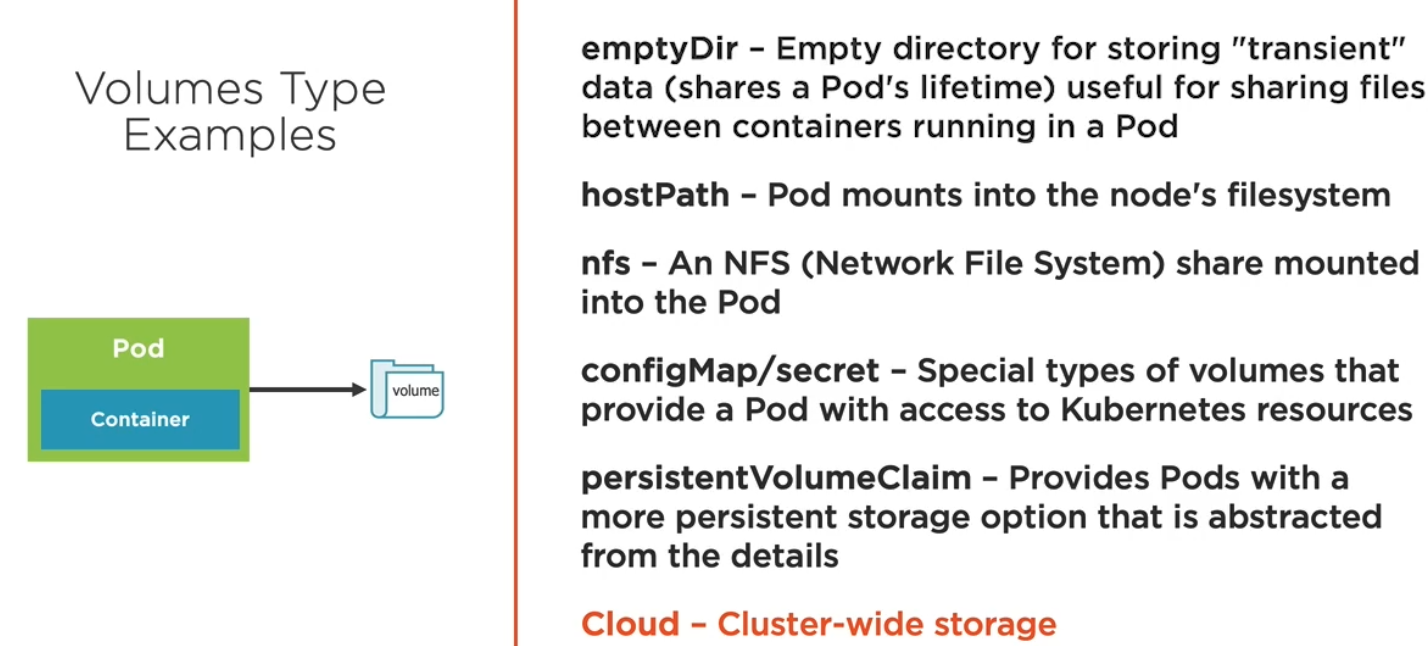 Volumes Type
Examples
Pod
Container
volume
emptyDir – Empty directory for storing "transient"
data (shares a Pod's lifetime) useful for sharing files
between containers running in a Pod
hostPath – Pod mounts into the node's filesystem
nfs – An NFS (Network File System) share mounted
into the Pod
configMap/secret – Special types of volumes that
provide a Pod with access to Kubernetes resources
persistentVolumeClaim – Provides Pods with a
more persistent storage option that is abstracted
from the details
Cloud – Cluster-wide storage